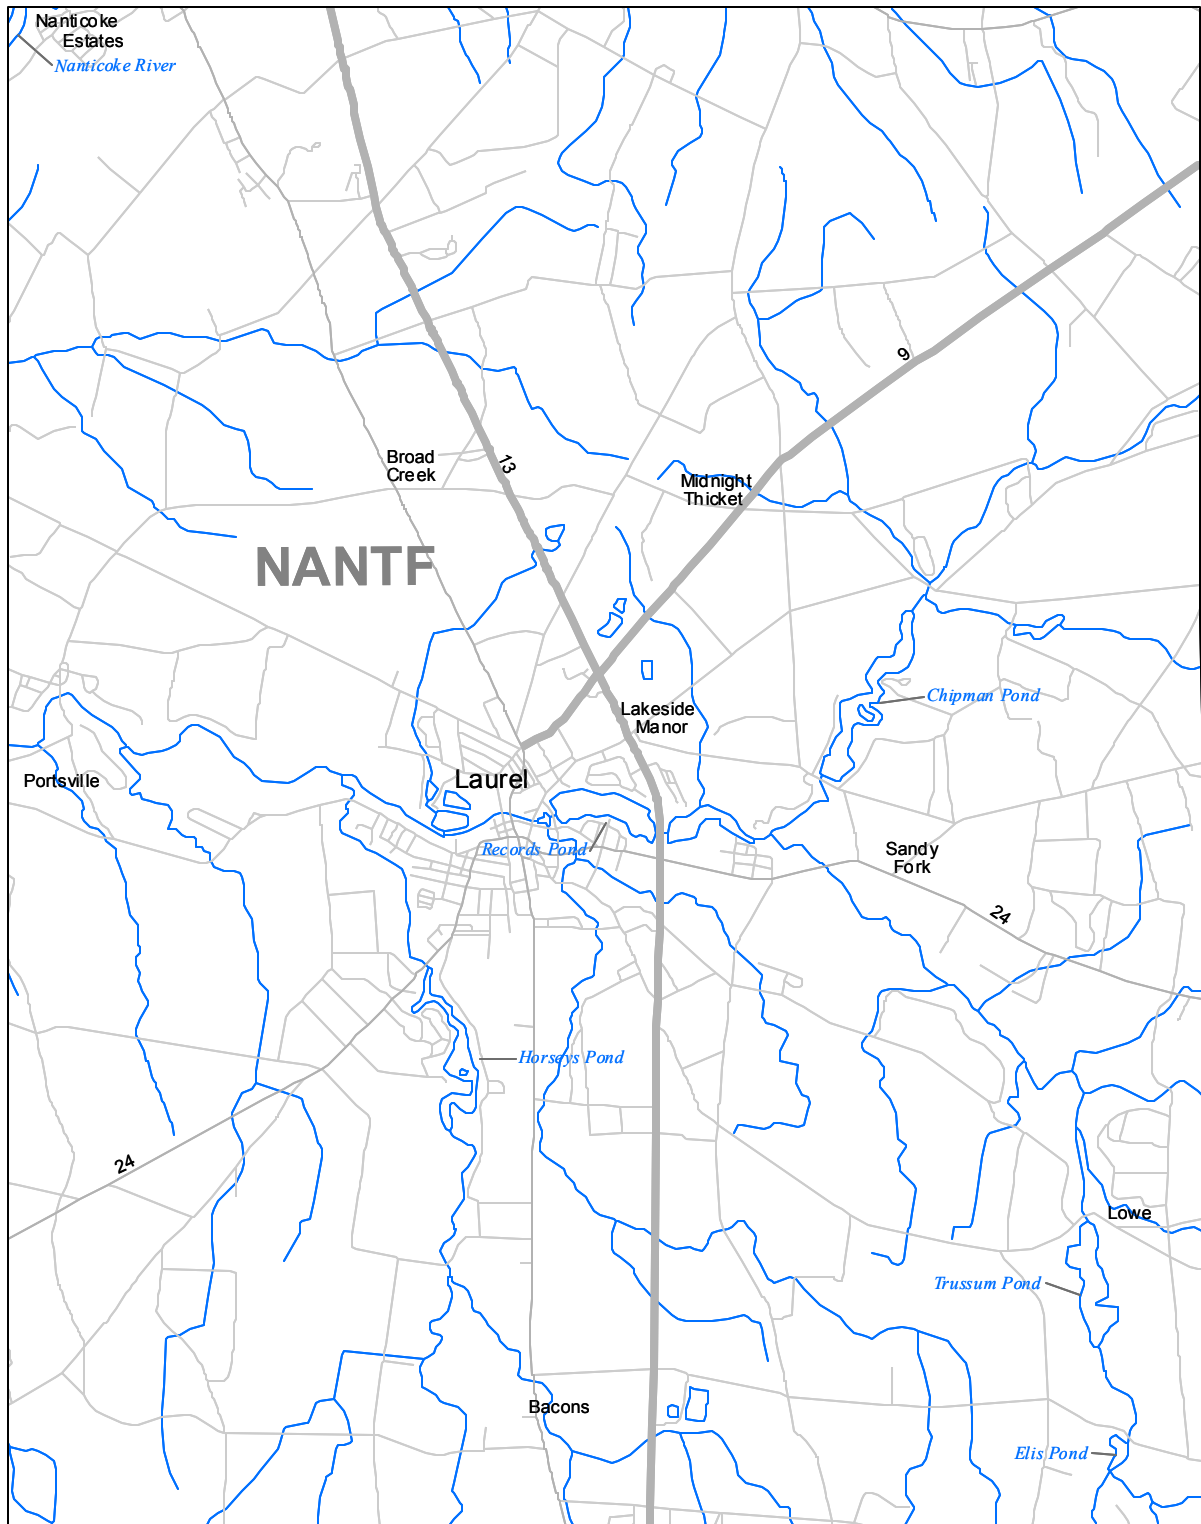 Nanticoke
Estates
Nanticoke River
9
Broad
Creek
13
Midnight
Thicket
NANTF
Chipman Pond
Lakeside
Manor
Portsville
Laurel
Records Pond
Sandy
Fork
24
Horseys Pond
24
Lowe
Trussum Pond
Bacons
Elis Pond